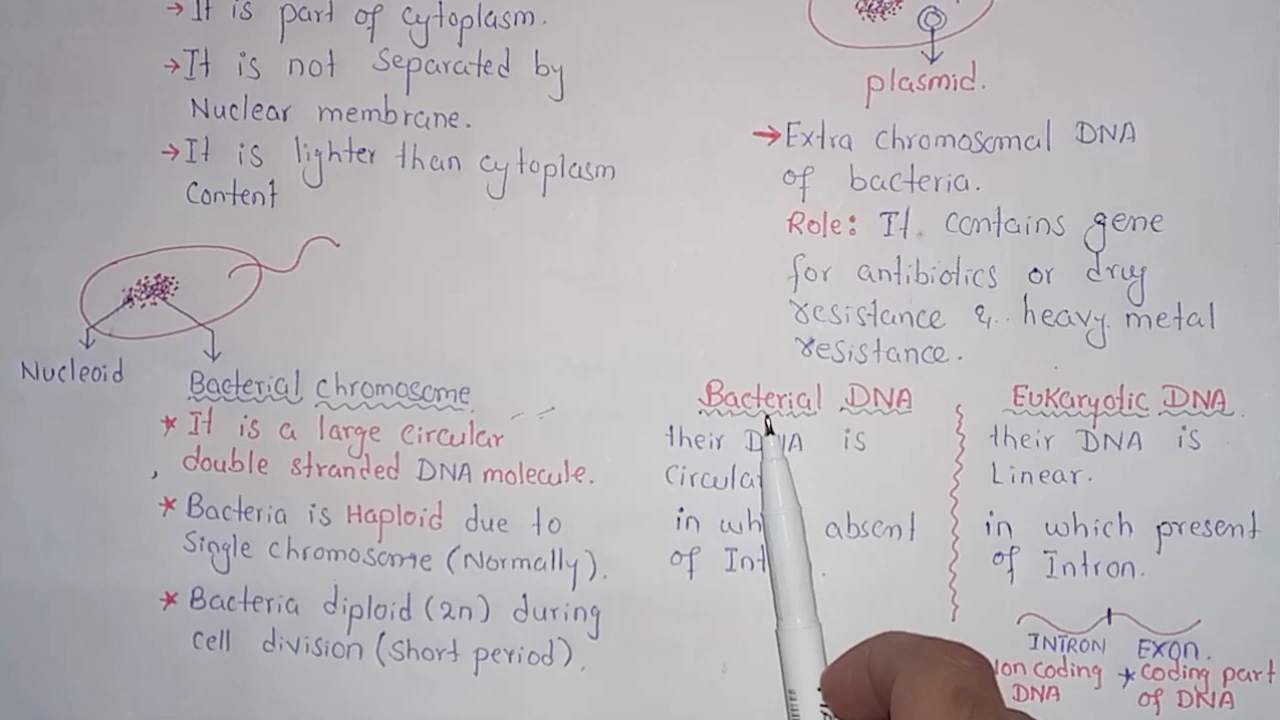 → It is part of cytoplasm.
→ It is not separated by
Nuclear membrane.
→ It is lighter than cytoplasm
Content
Nucleoid
Bacterial chromosome
* It is a large circular
double stranded DNA molecule.
* Bacteria is Haploid due to
Single chromosome (Normally).
* Bacteria diploid (2n) during
cell division (short period).
plasmid.
→ Extra chromosomal DNA
of bacteria.
Role: It contains gene
for antibiotics or drug
resistance & heavy metal
resistance.
Bacterial DNA
their DNA is
in absent
of
Eukaryotic DNA
their DNA is
Linear.
in which present
of Intron.
INTRON Exon.
coding * coding part
DNA of DNA